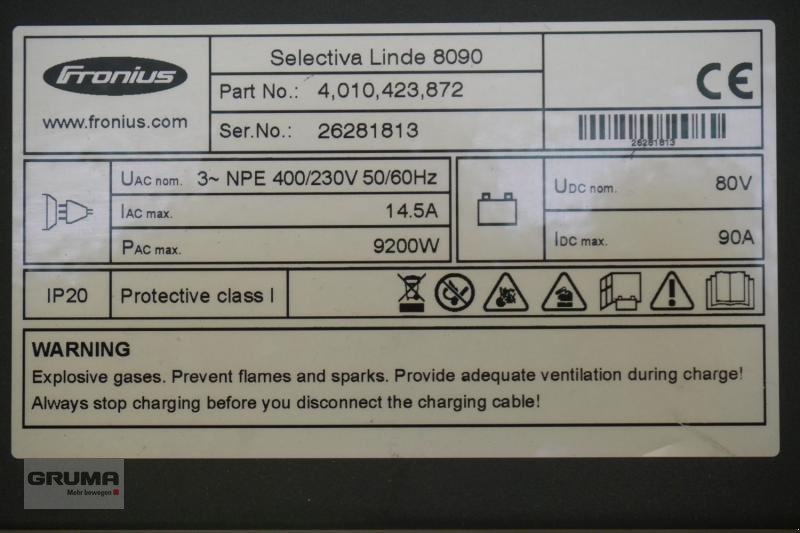 Fronius
www.fronius.com
Selectiva Linde 8090
Part No.: 4,010,423,872
Ser.No.: 26281813
CE
26281813
UAC nom. 3~ NPE 400/230V 50/60Hz
IAC max. 14.5A
PAC max. 9200W
UDC nom. 80V
IDC max. 90A
IP20 Protective class I
WARNING
Explosive gases. Prevent flames and sparks. Provide adequate ventilation during charge!
Always stop charging before you disconnect the charging cable!
GRUMA
Mehr bewegen